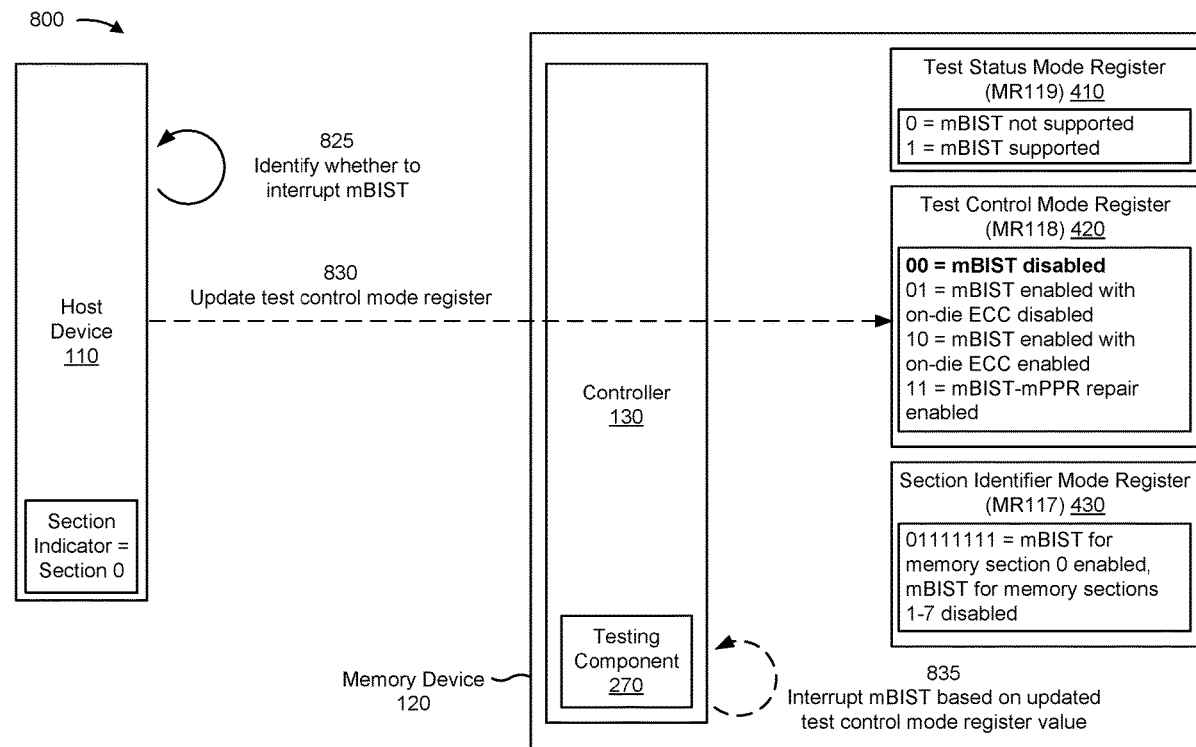 800
825
Identify whether to
interrupt mBIST
830
Update test control mode register
Host
Device
110
Section
Indicator =
Section 0
Controller
130
Testing
Component
270
Memory Device
120
Test Status Mode Register
(MR119) 410
0 = mBIST not supported
1 = mBIST supported
Test Control Mode Register
(MR118) 420
00 = mBIST disabled
01 = mBIST enabled with
on-die ECC disabled
10 = mBIST enabled with
on-die ECC enabled
11 = mBIST-mPPR repair
enabled
Section Identifier Mode Register
(MR117) 430
01111111 = mBIST for
memory section 0 enabled,
mBIST for memory sections
1-7 disabled
835
Interrupt mBIST based on updated
test control mode register value